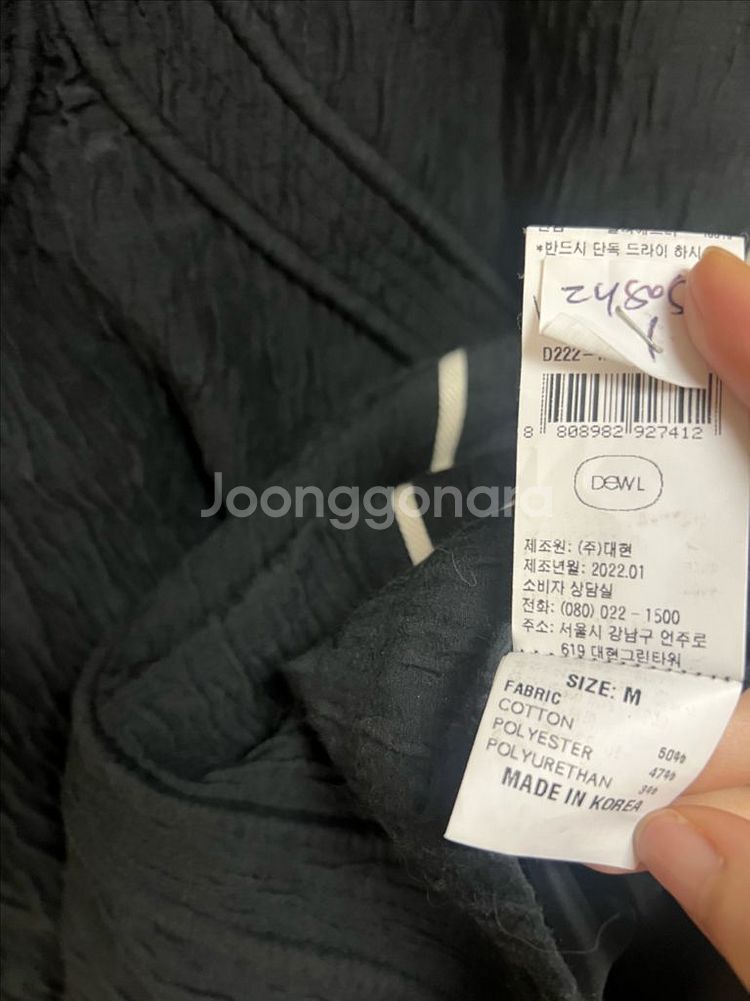 *반드시 단독 드라이 하시
D222-
8 808982 927412
DEWL
Joonggonara
제조원: (주)대현
제조년월: 2022.01
소비자 상담실
전화: (080) 022-1500
주소: 서울시 강남구 언주로
619 대현그린타워
SIZE: M
FABRIC
COTTON 50%
POLYESTER 47%
POLYURETHAN 3%
MADE IN KOREA